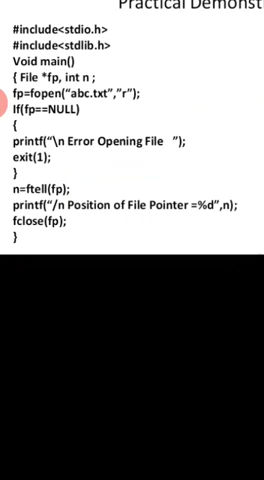 Practical Demonst
#include<stdio.h>
#include<stdlib.h>
Void main()
{ File *fp, int n ;
fp=fopen(“abc.txt”,”r”);
If(fp==NULL)
{
printf(“\n Error Opening File   ”);
exit(1);
}
n=ftell(fp);
printf(“/n Position of File Pointer =%d”,n);
fclose(fp);
}